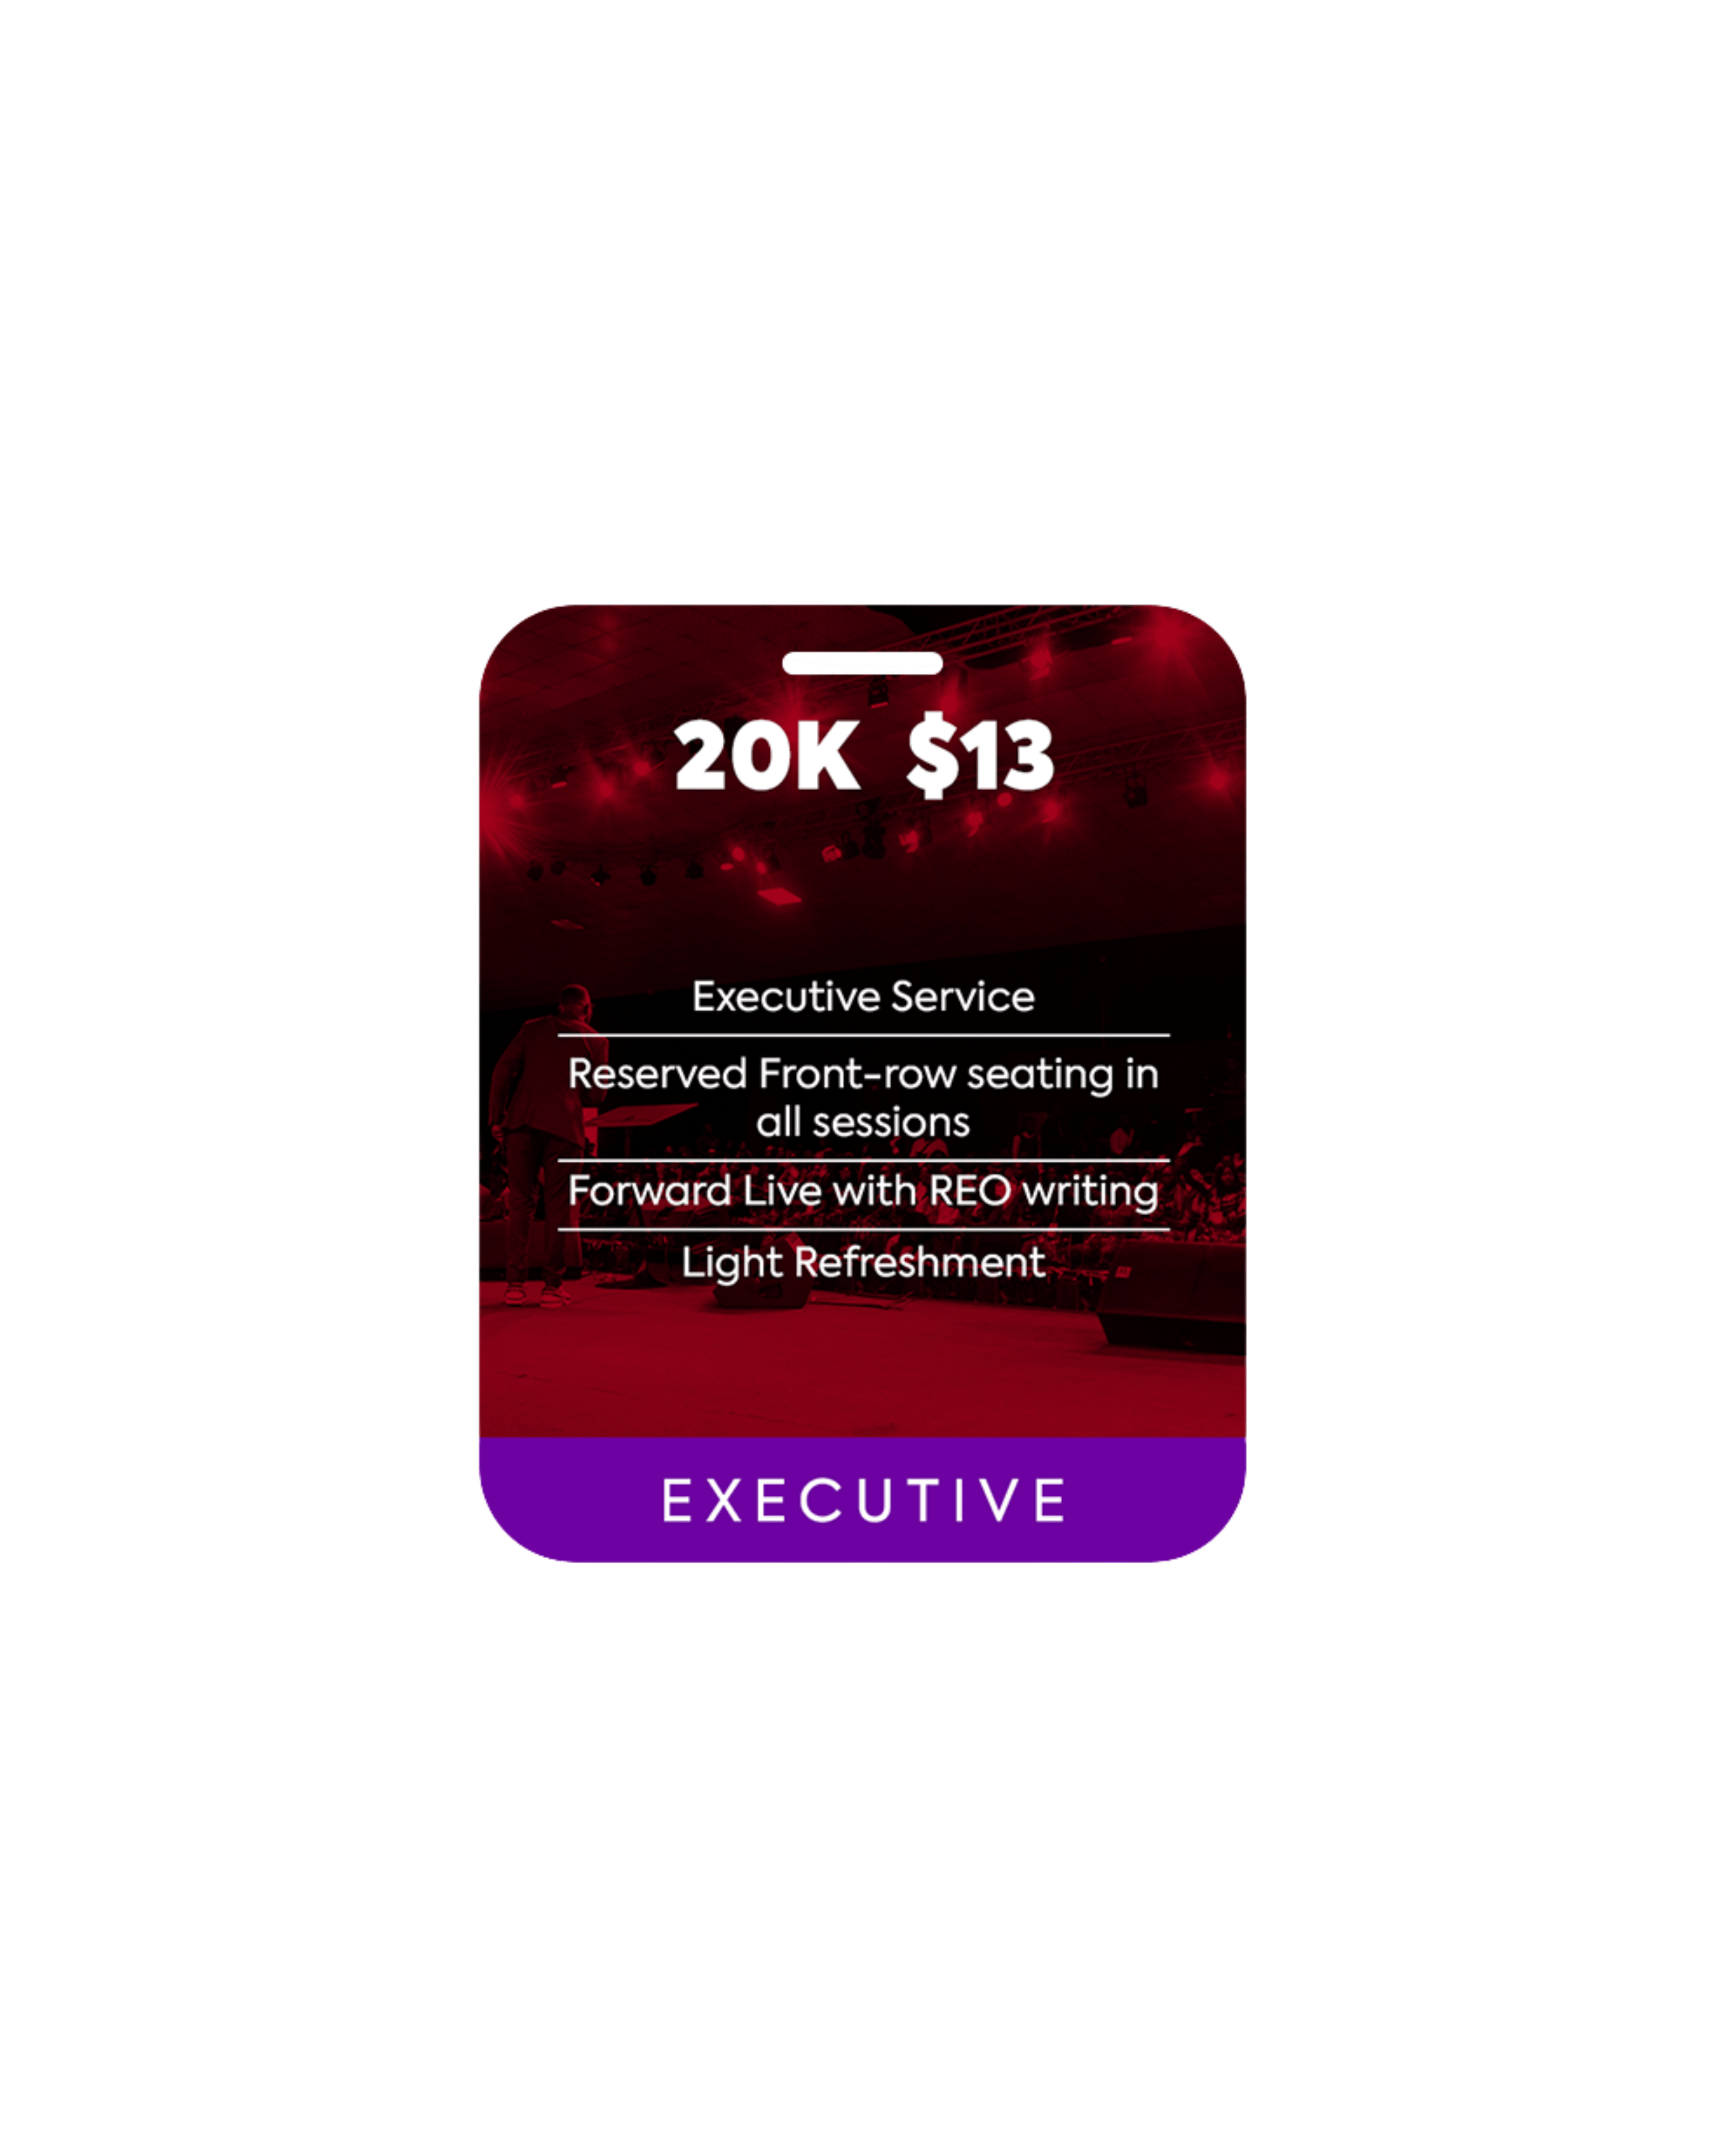 20K $13
Executive Service
Reserved Front-row seating in
all sessions
Forward Live with REO writing
Light Refreshment
EXECUTIVE